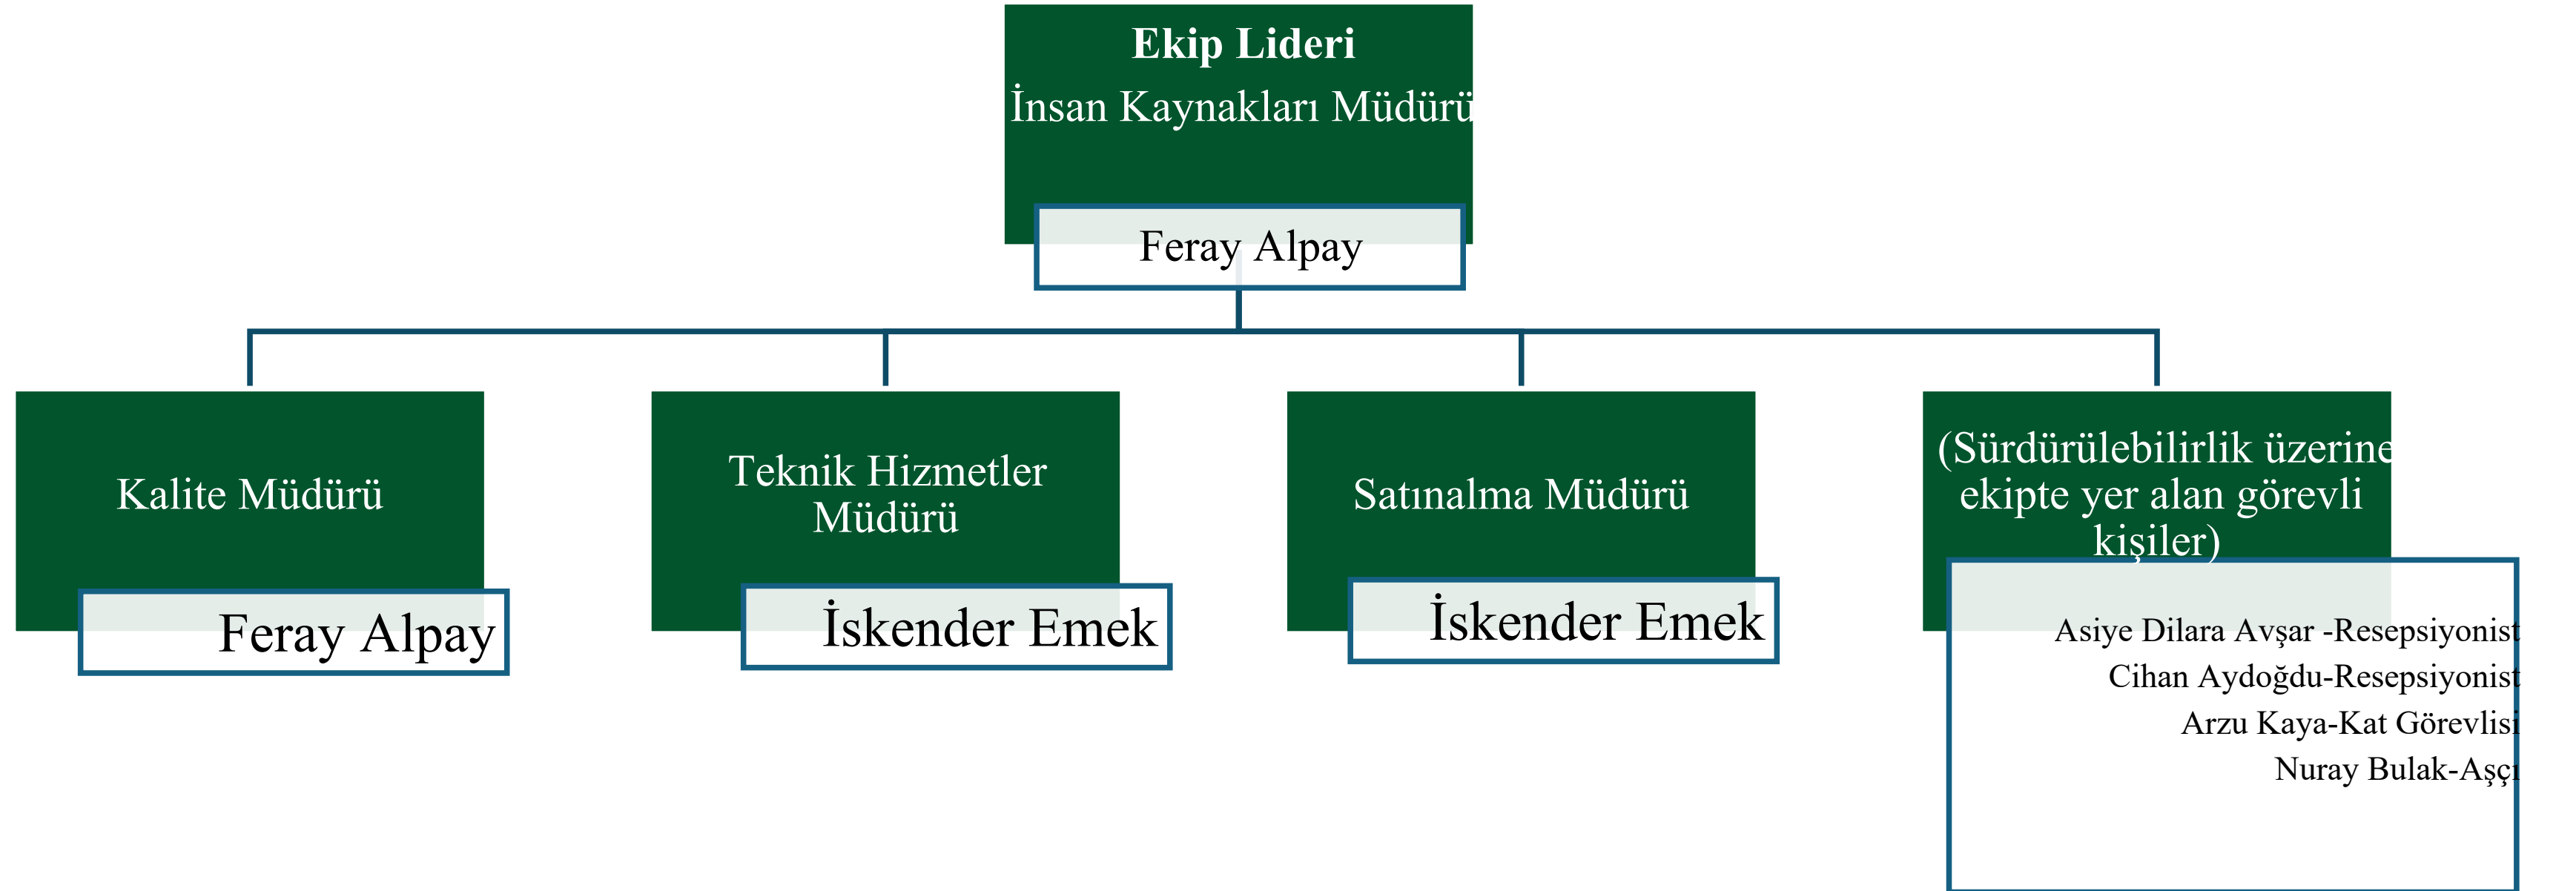 Ekip Lideri
İnsan Kaynakları Müdürü
Feray Alpay
Kalite Müdürü
Feray Alpay
Teknik Hizmetler
Müdürü
İskender Emek
Satınalma Müdürü
İskender Emek
(Sürdürülebilirlik üzerine
ekipte yer alan görevli
kişiler)
Asiye Dilara Avşar -Resepsiyonist
Cihan Aydoğdu-Resepsiyonist
Arzu Kaya-Kat Görevlisi
Nuray Bulak-Aşçı